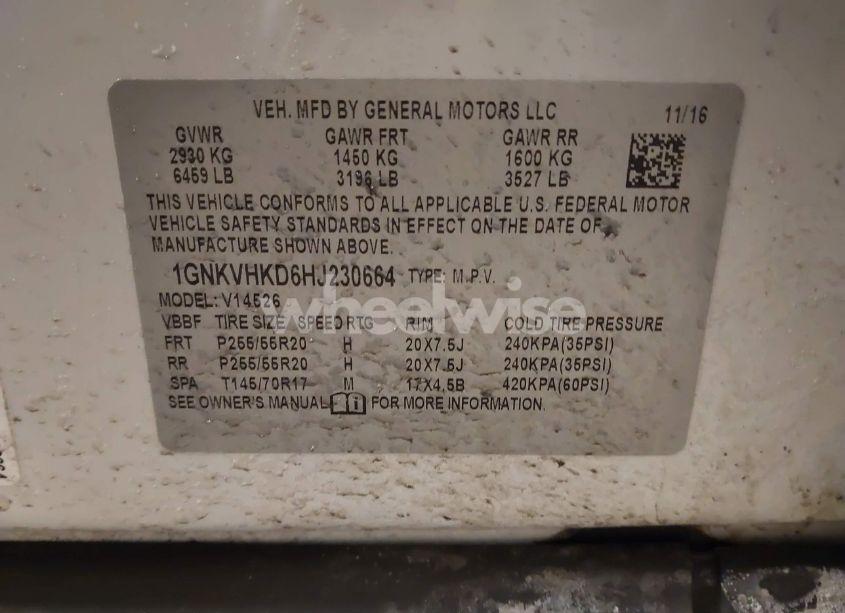 VEH. MFD BY GENERAL MOTORS LLC 11/16
GVWR GAWR FRT GAWR RR
2930 KG 1450 KG 1600 KG
6459 LB 3196 LB 3527 LB
THIS VEHICLE CONFORMS TO ALL APPLICABLE U.S. FEDERAL MOTOR
VEHICLE SAFETY STANDARDS IN EFFECT ON THE DATE OF
MANUFACTURE SHOWN ABOVE.
1GNKVHKD6HJ230664 TYPE: M.P.V.
MODEL: V14526
wheelwise
VBBF TIRE SIZE SPEED RTG RIM COLD TIRE PRESSURE
FRT P255/55R20 H 20X7.5J 240KPA(35PSI)
RR P255/55R20 H 20X7.5J 240KPA(35PSI)
SPA T145/70R17 M 17X4.5B 420KPA(60PSI)
SEE OWNER'S MANUAL i FOR MORE INFORMATION.